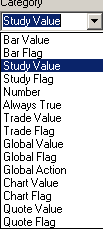 Category
Study Value
Bar Value
Bar Flag
Study Value
Study Flag
Number
Always True
Trade Value
Trade Flag
Global Value
Global Flag
Global Action
Chart Value
Chart Flag
Quote Value
Quote Flag